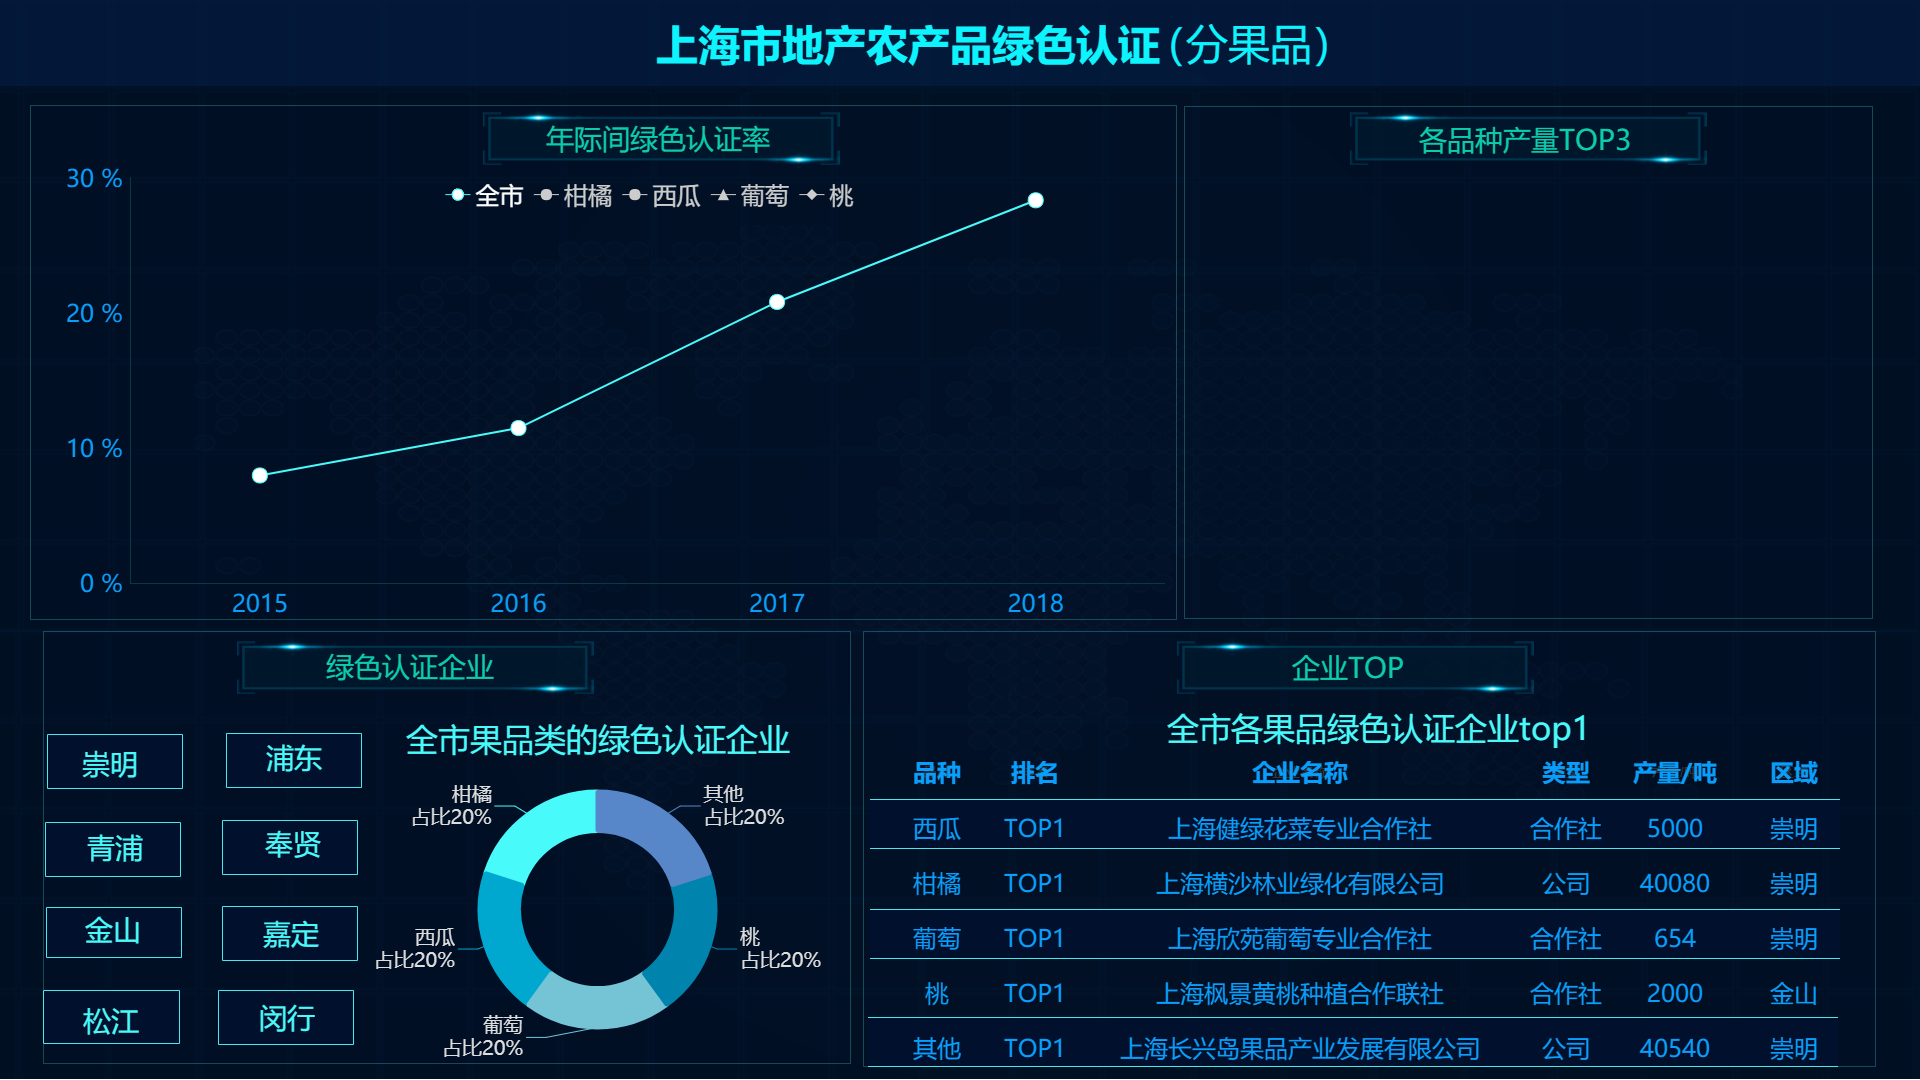 上海市地产农产品绿色认证(分果品)
年际间绿色认证率
各品种产量TOP3
全市 柑橘 西瓜 葡萄 桃
30 %
20 %
10 %
0 %
2015 2016 2017 2018
绿色认证企业
崇明 浦东
青浦 奉贤
金山 嘉定
松江 闵行
全市果品类的绿色认证企业
柑橘
占比20%
其他
占比20%
西瓜
占比20%
桃
占比20%
葡萄
占比20%
企业TOP
全市各果品绿色认证企业top1
品种 排名 企业名称 类型 产量/吨 区域
西瓜 TOP1 上海健绿花菜专业合作社 合作社 5000 崇明
柑橘 TOP1 上海横沙林业绿化有限公司 公司 40080 崇明
葡萄 TOP1 上海欣苑葡萄专业合作社 合作社 654 崇明
桃 TOP1 上海枫景黄桃种植合作联社 合作社 2000 金山
其他 TOP1 上海长兴岛果品产业发展有限公司 公司 40540 崇明